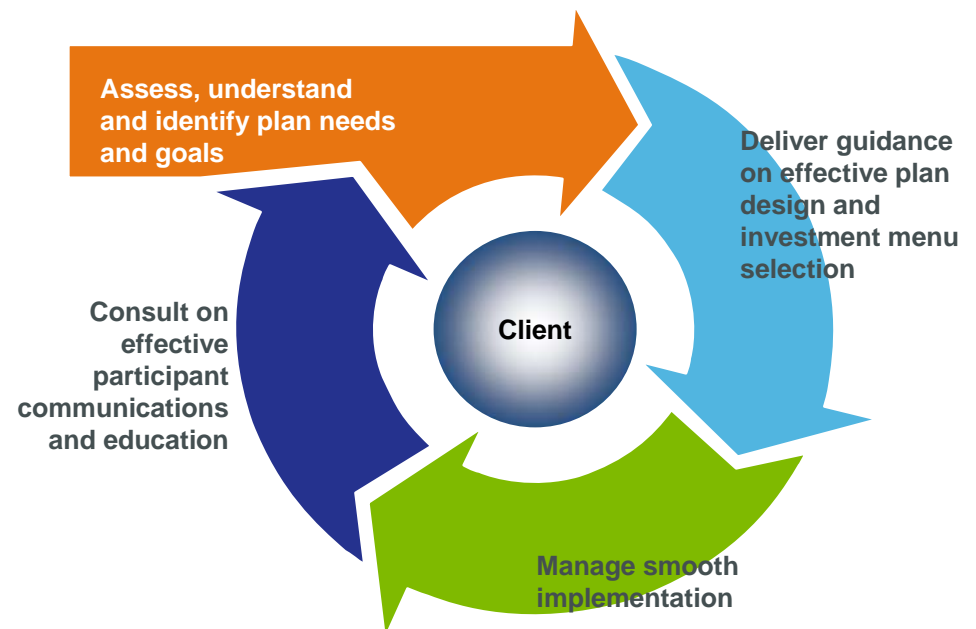 Assess, understand
and identify plan needs
and goals
Deliver guidance
on effective plan
design and
investment menu
selection
Client
Consult on
effective
participant
communications
and education
Manage smooth
implementation